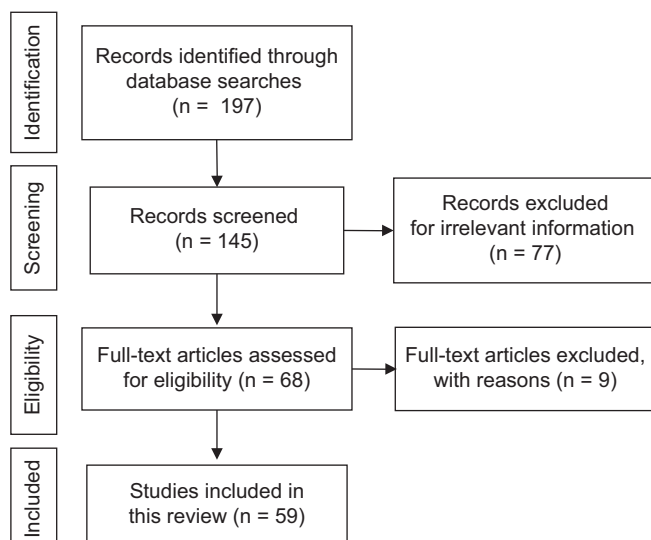 Identification
Records identified through
database searches
(n = 197)
Screening
Records screened
(n = 145)
Records excluded
for irrelevant information
(n = 77)
Eligibility
Full-text articles assessed
for eligibility (n = 68)
Full-text articles excluded,
with reasons (n = 9)
Included
Studies included in
this review (n = 59)